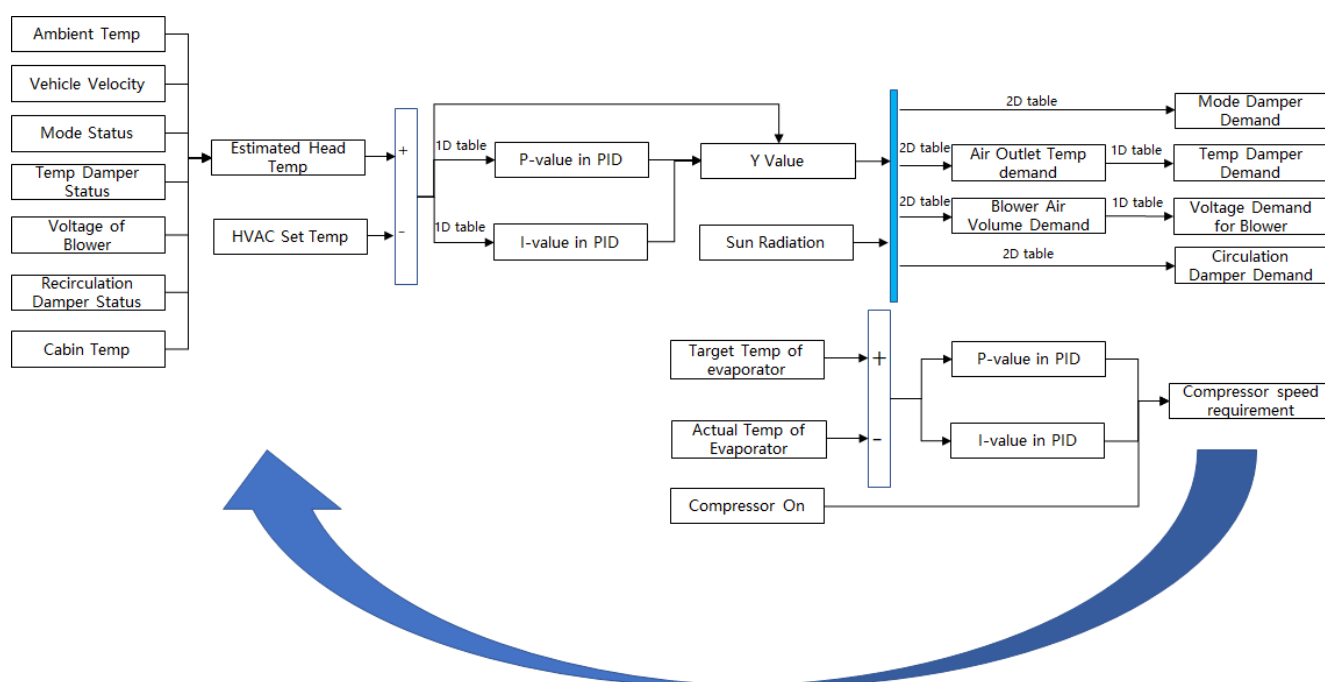 Ambient Temp
Vehicle Velocity
Mode Status
Temp Damper
Status
Voltage of
Blower
Recirculation
Damper Status
Cabin Temp
Estimated Head
Temp
HVAC Set Temp
+
-
1D table
1D table
P-value in PID
I-value in PID
Y Value
Sun Radiation
2D table
Mode Damper
Demand
2D table
Air Outlet Temp
demand
1D table
Temp Damper
Demand
2D table
Blower Air
Volume Demand
1D table
Voltage Demand
for Blower
2D table
Circulation
Damper Demand
Target Temp of
evaporator
Actual Temp of
Evaporator
Compressor On
+
-
P-value in PID
I-value in PID
Compressor speed
requirement